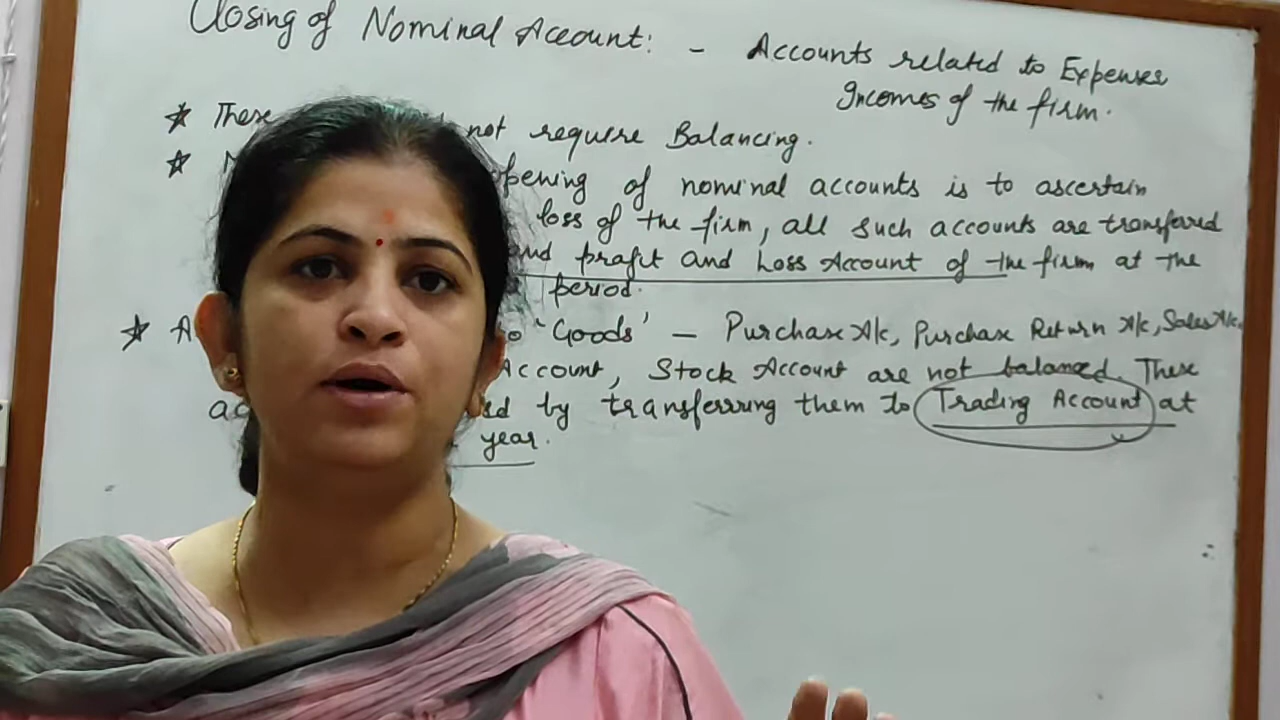 Closing of Nominal Account: - Accounts related to Expenses
Incomes of the firm.
* These not require Balancing.
* opening of nominal accounts is to ascertain
loss of the firm, all such accounts are transferred
and profit and Loss Account of the firm at the
period.
* "Goods" - Purchase A/c, Purchase Return A/c, Sales A/c,
Account, Stock Account are not balanced. These
by transferring them to Trading Account at
year.